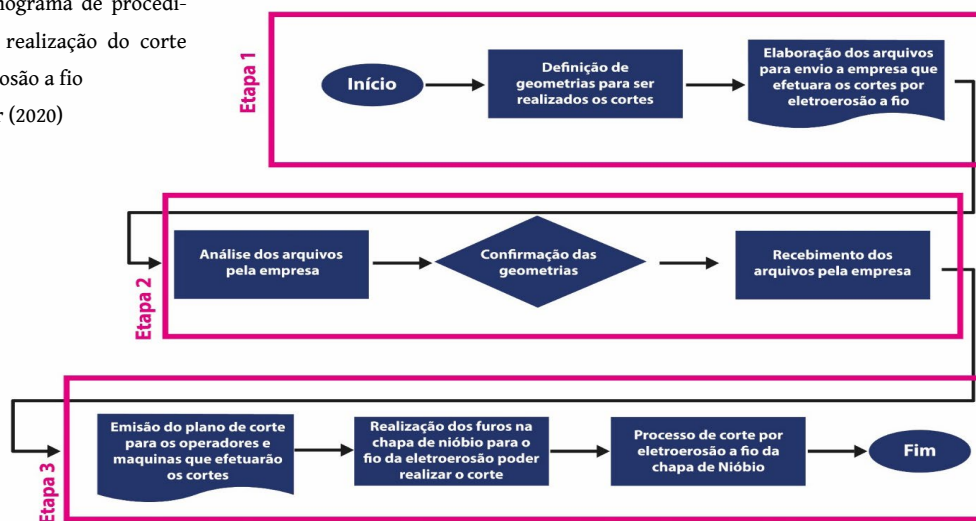 realização do corte
osão a fio
(2020)
Etapa 1
Início
Definição de
geometrias para ser
realizados os cortes
Elaboração dos arquivos
para envio a empresa que
efetuara os cortes por
eletroerosão a fio
Etapa 2
Análise dos arquivos
pela empresa
Confirmação das
geometrias
Recebimento dos
arquivos pela empresa
Etapa 3
Emissão do plano de corte
para os operadores e
maquinas que efetuarão
os cortes
Realização dos furos na
chapa de nióbio para o
fio da eletroerosão poder
realizar o corte
Processo de corte por
eletroerosão a fio da
chapa de Nióbio
Fim